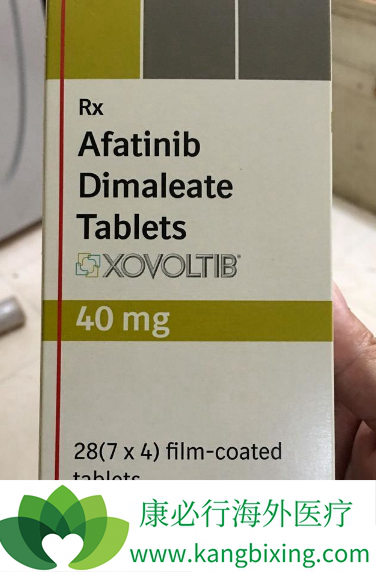 Rx
Afatinib
Dimaleate
Tablets
XOVOLTIB®
40 mg
28(7 x 4) film-coated
tablets
康必行海外医疗
www.kangbixing.com